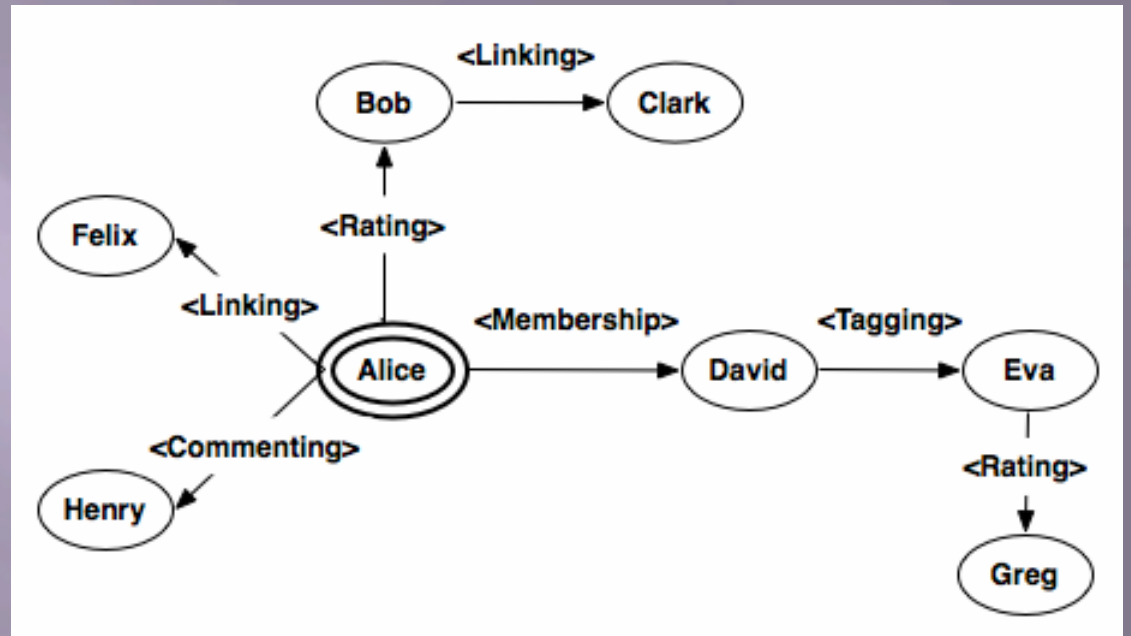 <Linking>
Bob
Clark
Felix
<Rating>
<Linking>
<Membership>
<Tagging>
Alice
David
Eva
<Commenting>
<Rating>
Henry
Greg